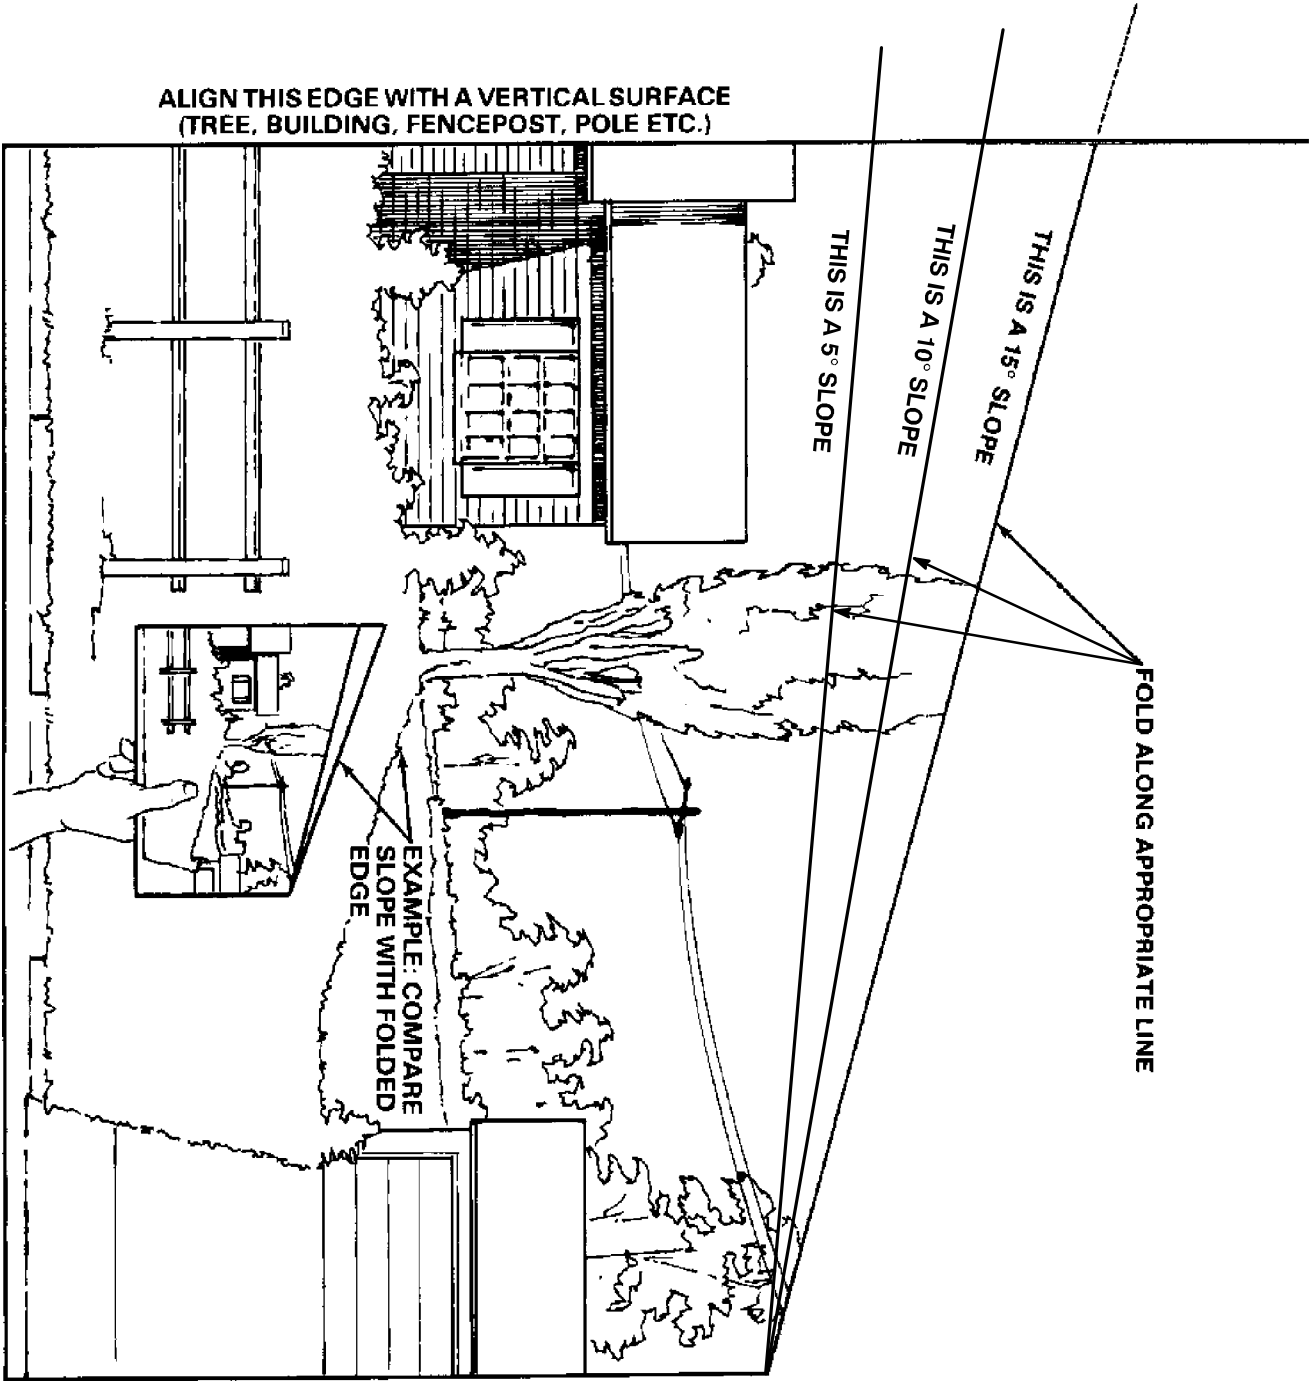 ALIGN THIS EDGE WITH A VERTICAL SURFACE
(TREE, BUILDING, FENCEPOST, POLE ETC.)
THIS IS A 15° SLOPE
THIS IS A 10° SLOPE
THIS IS A 5° SLOPE
FOLD ALONG APPROPRIATE LINE
EXAMPLE: COMPARE
SLOPE WITH FOLDED
EDGE